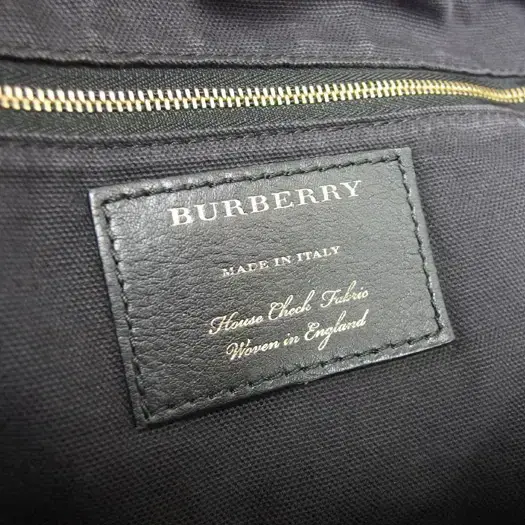 BURBERRY
MADE IN ITALY
House Check Fabric
Woven in England